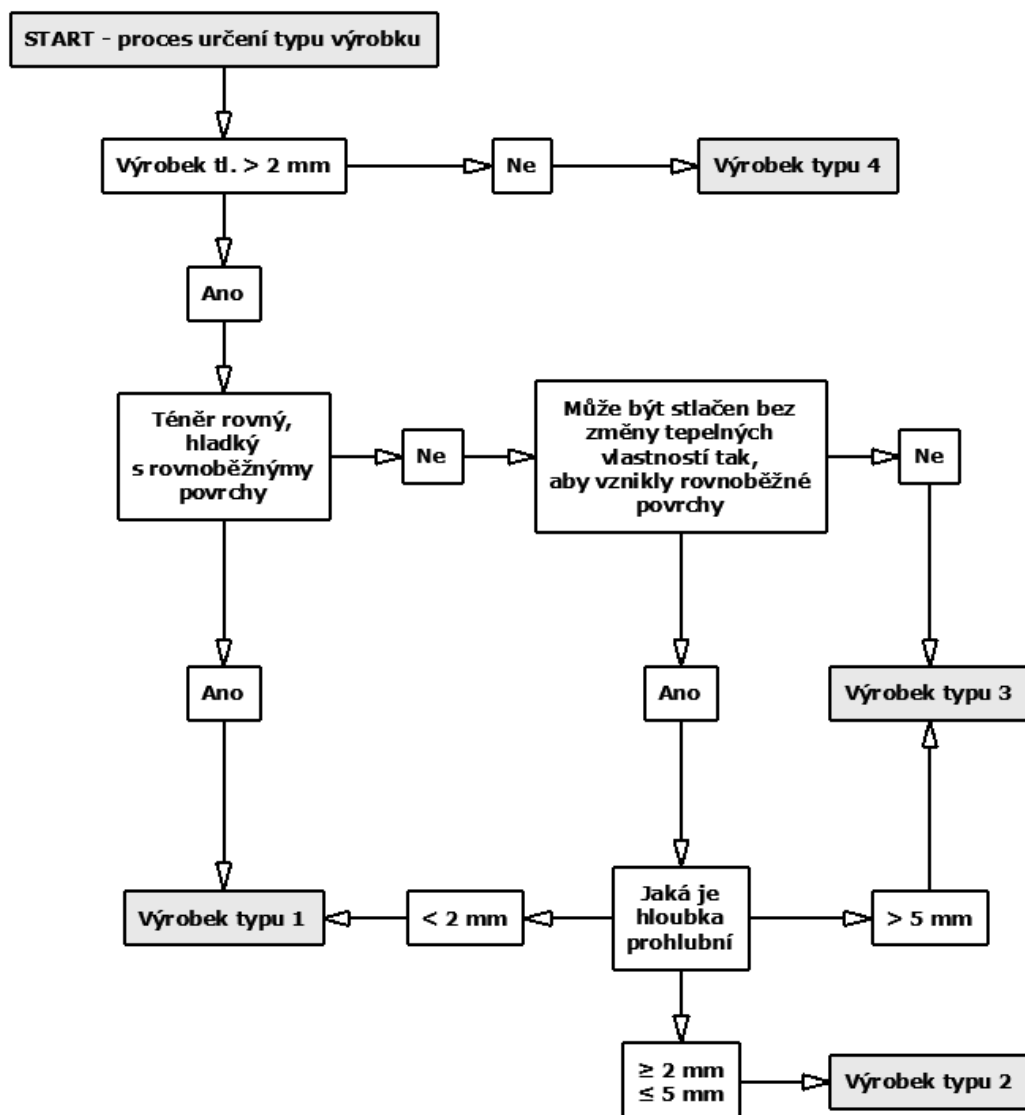 START - proces určení typu výrobku
Výrobek tl. > 2 mm
Ne
Výrobek typu 4
Ano
Téněr rovný,
hladký
s rovnoběžnýmy
povrchy
Ne
Může být stlačen bez
změny tepelných
vlastností tak,
aby vznikly rovnoběžné
povrchy
Ne
Ano
Ano
Výrobek typu 3
Výrobek typu 1
< 2 mm
Jaká je
hloubka
prohlubní
> 5 mm
≥ 2 mm
≤ 5 mm
Výrobek typu 2